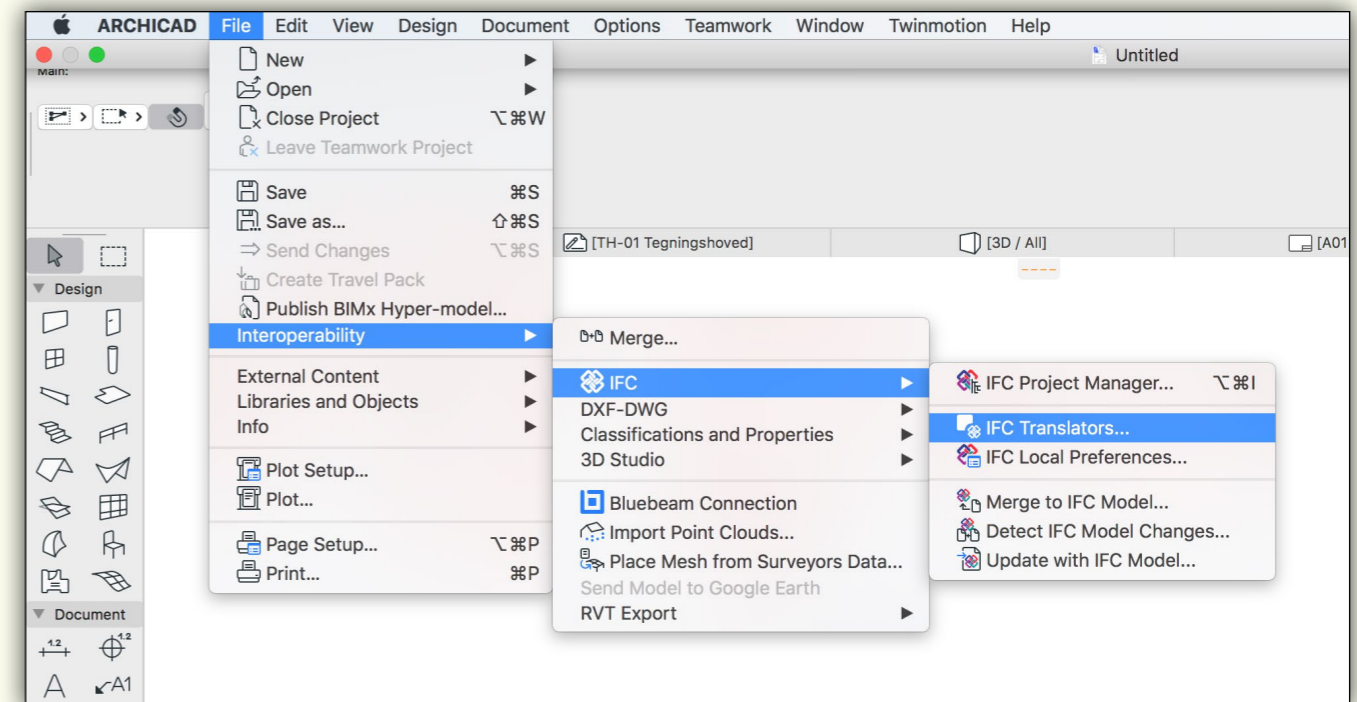 ARCHICAD File Edit View Design Document Options Teamwork Window Twinmotion Help
Untitled
Main:
New
Open
Close Project ⌥⌘W
Leave Teamwork Project
Save ⌘S
Save as... ⇧⌘S
Send Changes ⌥⌘S
Create Travel Pack
Publish BIMx Hyper-model...
Interoperability
External Content
Libraries and Objects
Info
Plot Setup...
Plot...
Page Setup... ⌥⌘P
Print... ⌘P
[TH-01 Tegningshoved] [3D / All] [A01
Merge...
IFC
DXF-DWG
Classifications and Properties
3D Studio
Bluebeam Connection
Import Point Clouds...
Place Mesh from Surveyors Data...
Send Model to Google Earth
RVT Export
IFC Project Manager... ⌥⌘I
IFC Translators...
IFC Local Preferences...
Merge to IFC Model...
Detect IFC Model Changes...
Update with IFC Model...
Design
Document
1.2 1.2
A A1